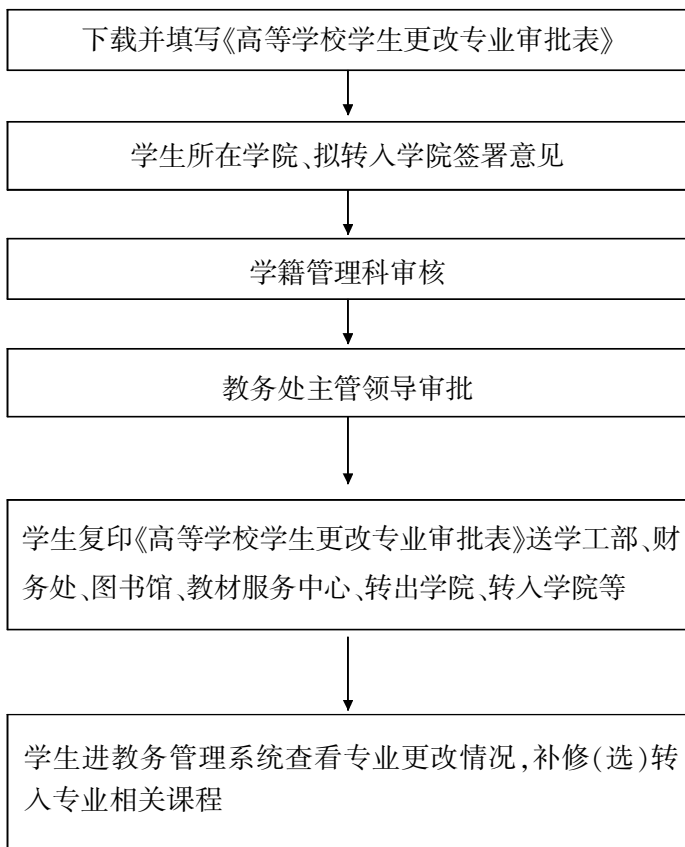 下载并填写《高等学校学生更改专业审批表》
学生所在学院、拟转入学院签署意见
学籍管理科审核
教务处主管领导审批
学生复印《高等学校学生更改专业审批表》送学工部、财
务处、图书馆、教材服务中心、转出学院、转入学院等
学生进教务管理系统查看专业更改情况,补修(选)转
入专业相关课程